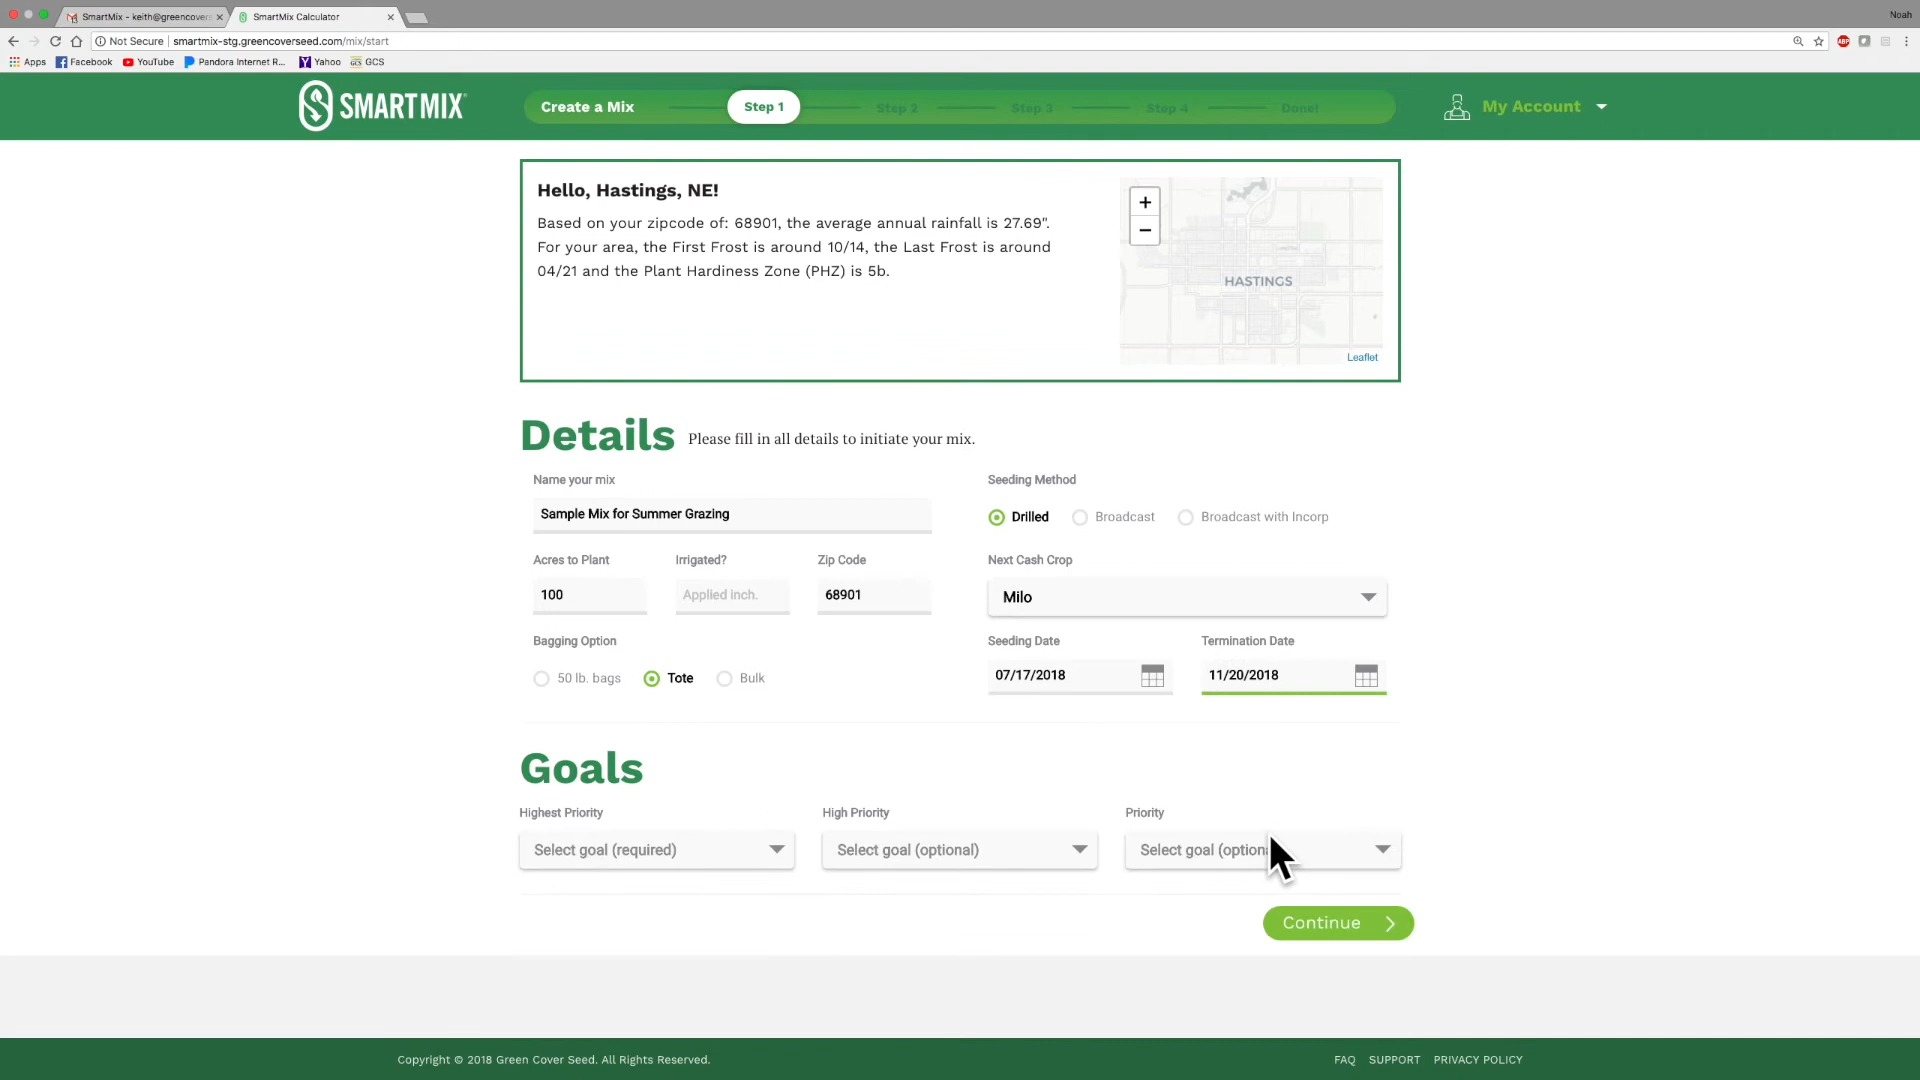 SmartMix - keith@greencovers
SmartMix Calculator
Noah
Not Secure smartmix-stg.greencoverseed.com/mix/start
ABP
Apps Facebook YouTube Pandora Internet R... Yahoo GCS GCS
SMARTMIX
Create a Mix Step 1 Step 2 Step 3 Step 4 Done!
My Account
Hello, Hastings, NE!
Based on your zipcode of: 68901, the average annual rainfall is 27.69".
For your area, the First Frost is around 10/14, the Last Frost is around
04/21 and the Plant Hardiness Zone (PHZ) is 5b.
+
−
HASTINGS
Leaflet
Details Please fill in all details to initiate your mix.
Name your mix
Sample Mix for Summer Grazing
Acres to Plant Irrigated? Zip Code
100 Applied inch. 68901
Bagging Option
50 lb. bags Tote Bulk
Seeding Method
Drilled Broadcast Broadcast with Incorp
Next Cash Crop
Milo
Seeding Date Termination Date
07/17/2018 11/20/2018
Goals
Highest Priority High Priority Priority
Select goal (required) Select goal (optional) Select goal (option
Continue
Copyright © 2018 Green Cover Seed. All Rights Reserved.
FAQ SUPPORT PRIVACY POLICY